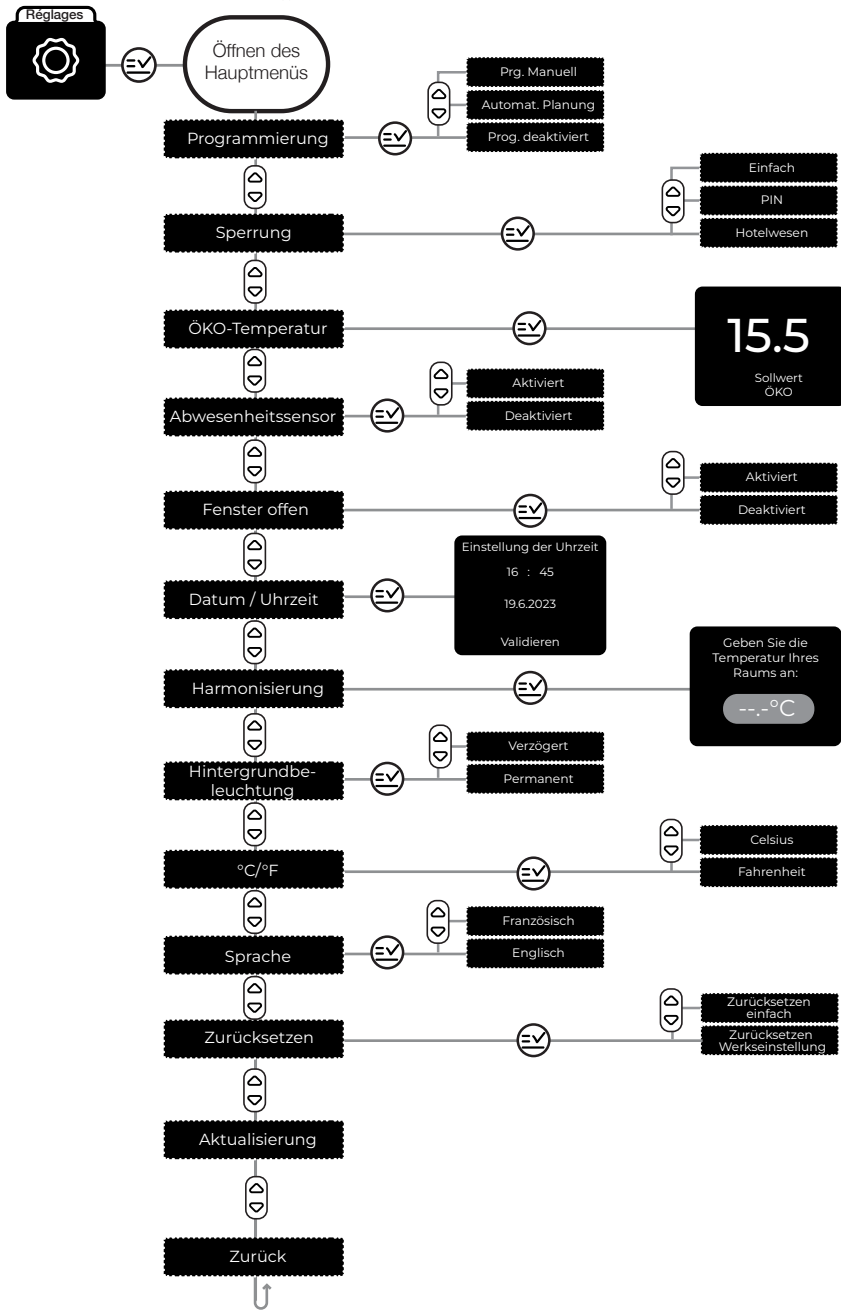 Réglages
Öffnen des
Hauptmenüs
Programmierung
Prg. Manuell
Automat. Planung
Prog. deaktiviert
Sperrung
Einfach
PIN
Hotelwesen
ÖKO-Temperatur
15.5
Sollwert
ÖKO
Abwesenheitssensor
Aktiviert
Deaktiviert
Fenster offen
Aktiviert
Deaktiviert
Datum / Uhrzeit
Einstellung der Uhrzeit
16 : 45
19.6.2023
Validieren
Harmonisierung
Geben Sie die
Temperatur Ihres
Raums an:
--.-°C
Hintergrundbe-
leuchtung
Verzögert
Permanent
°C/°F
Celsius
Fahrenheit
Sprache
Französisch
Englisch
Zurücksetzen
Zurücksetzen
einfach
Zurücksetzen
Werkseinstellung
Aktualisierung
Zurück